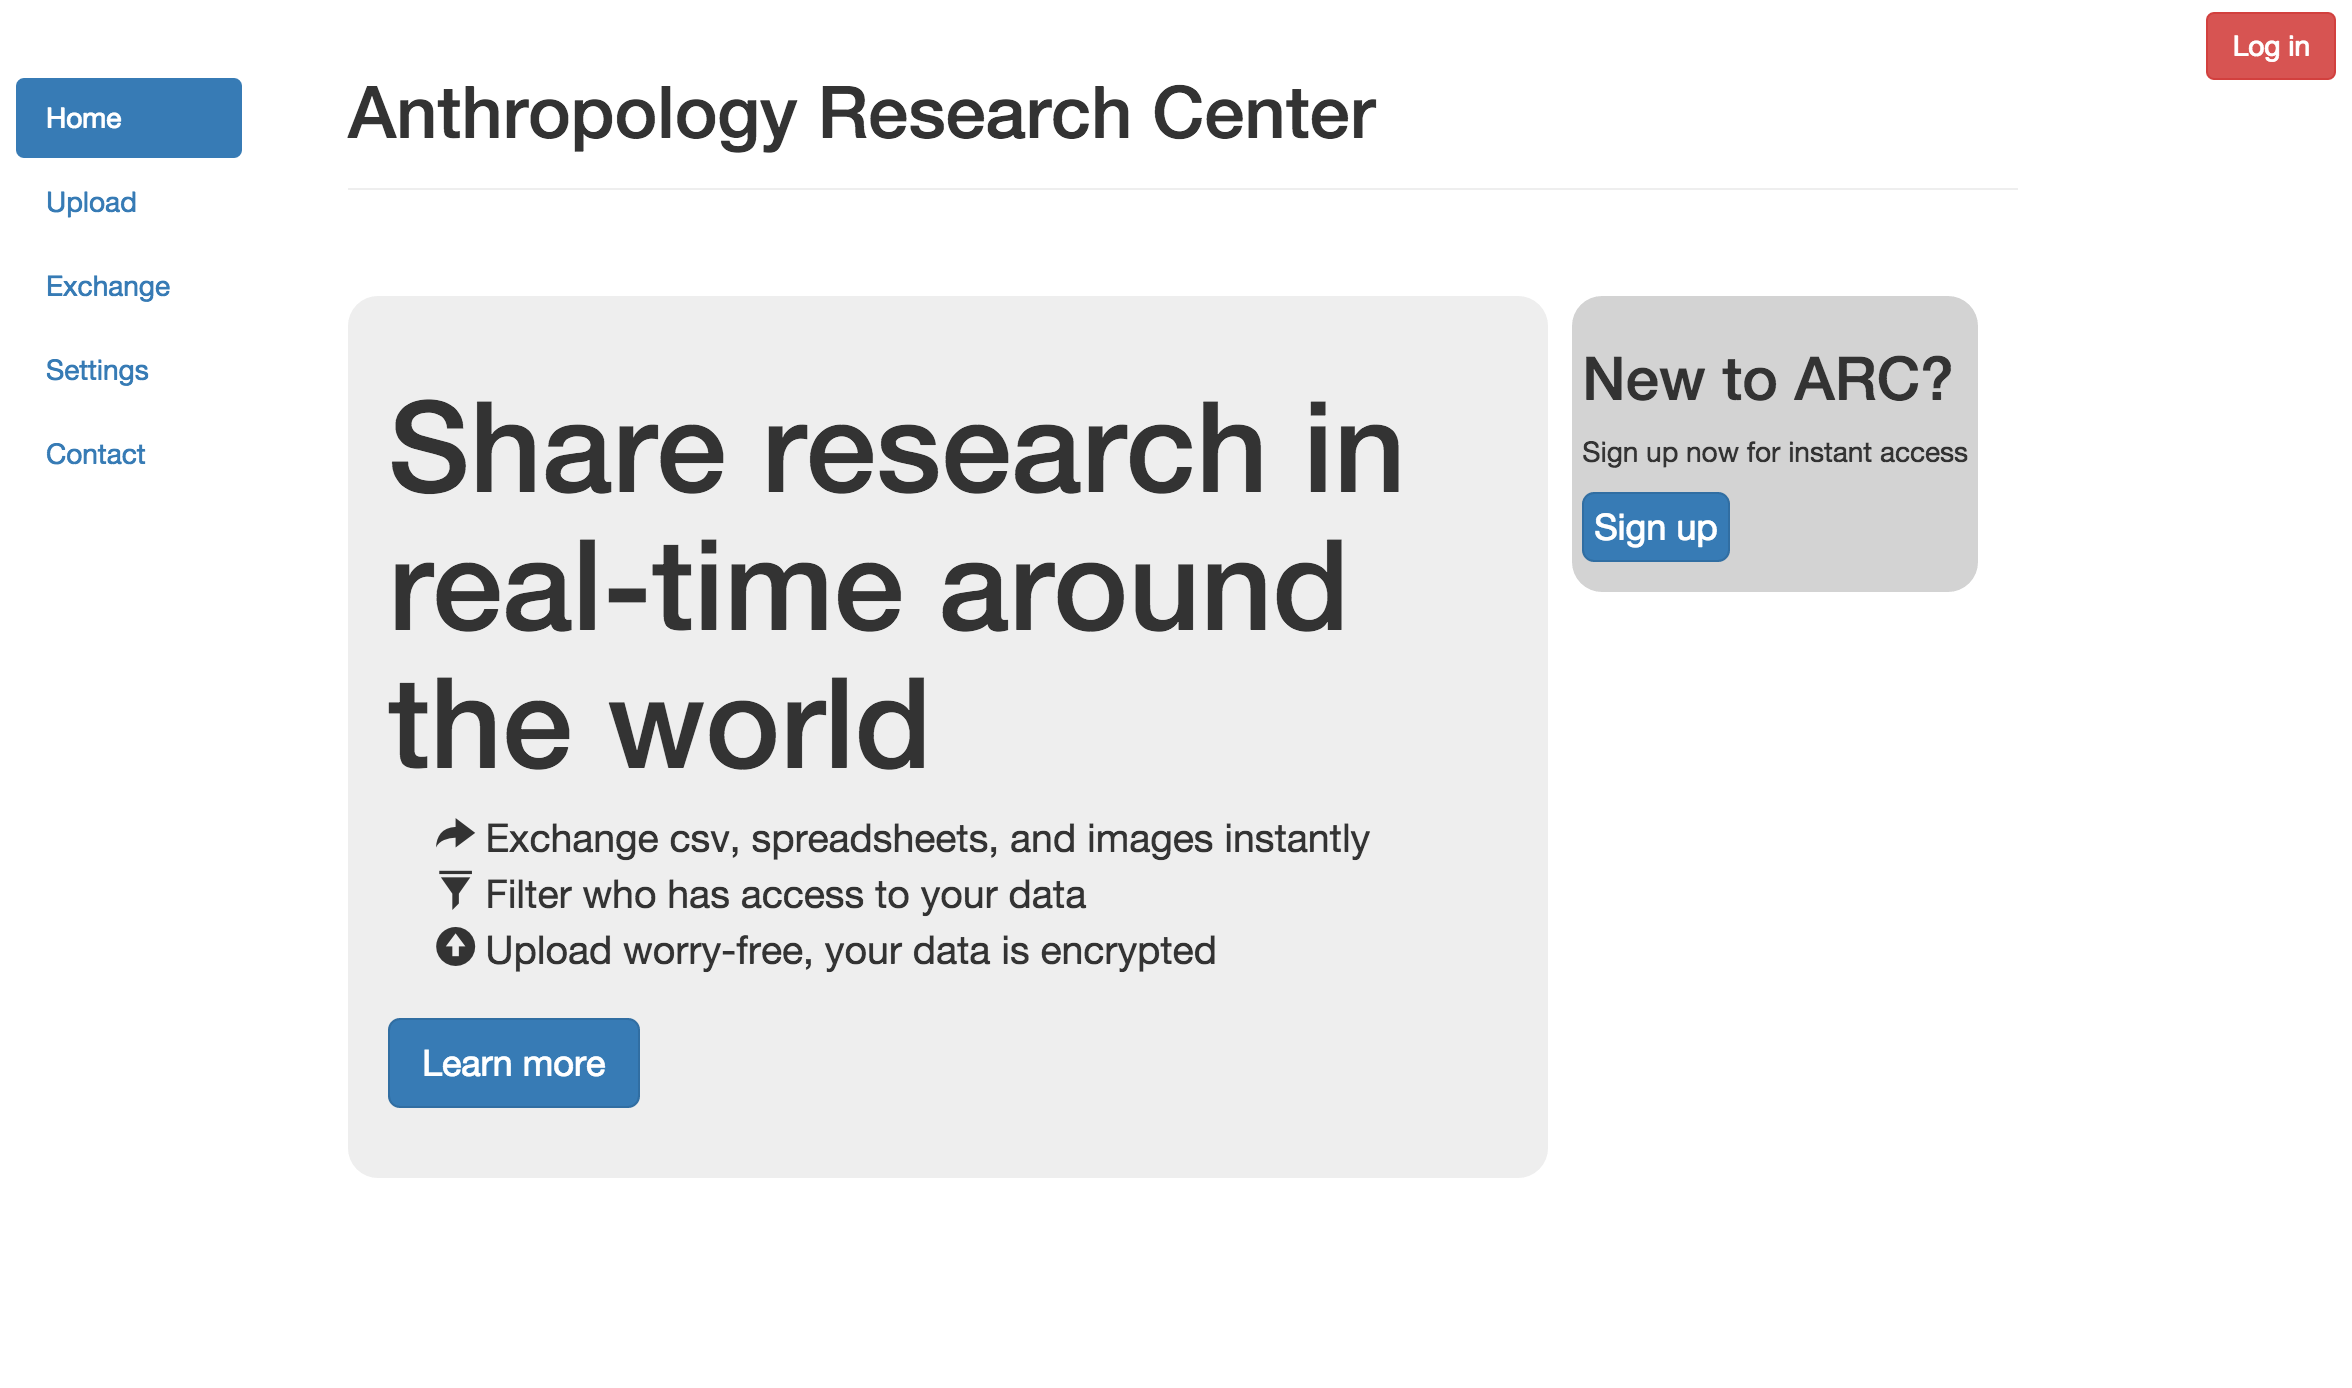 Log in
Home
Upload
Exchange
Settings
Contact
Anthropology Research Center
Share research in
real-time around
the world
Exchange csv, spreadsheets, and images instantly
Filter who has access to your data
Upload worry-free, your data is encrypted
Learn more
New to ARC?
Sign up now for instant access
Sign up